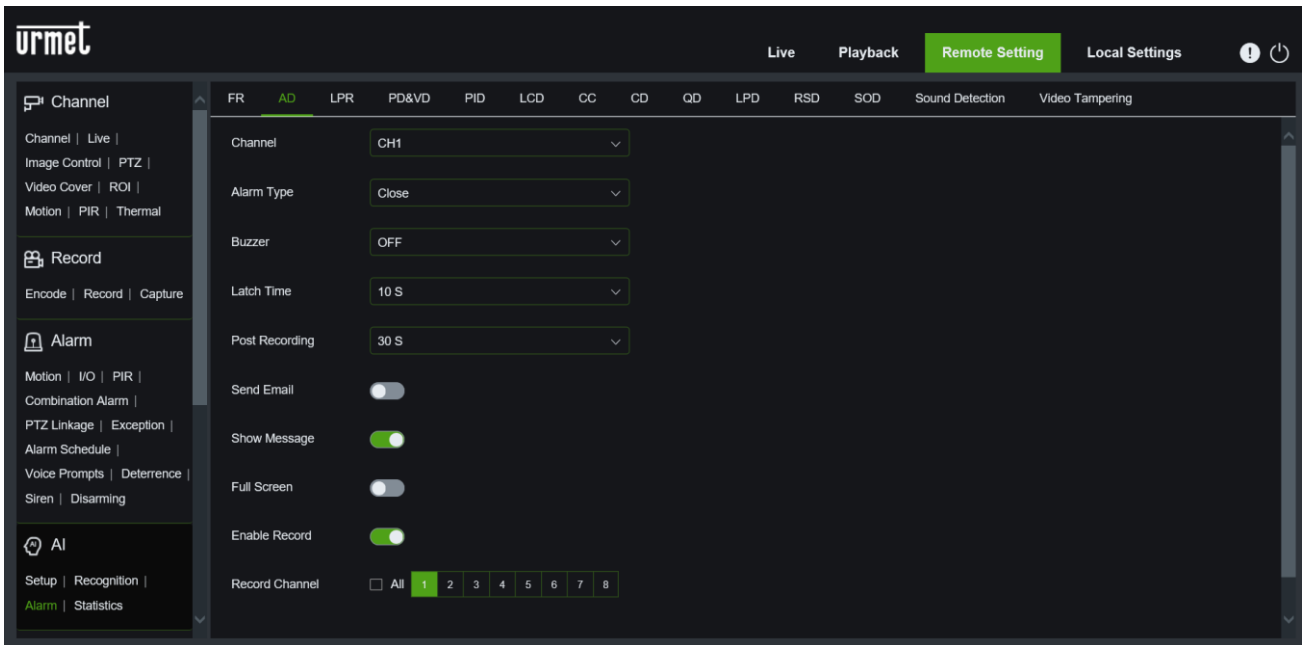 urmet
Live Playback Remote Setting Local Settings
Channel
Channel | Live |
Image Control | PTZ |
Video Cover | ROI |
Motion | PIR | Thermal
Record
Encode | Record | Capture
Alarm
Motion | I/O | PIR |
Combination Alarm |
PTZ Linkage | Exception |
Alarm Schedule |
Voice Prompts | Deterrence |
Siren | Disarming
AI
Setup | Recognition |
Alarm | Statistics
FR AD LPR PD&VD PID LCD CC CD QD LPD RSD SOD Sound Detection Video Tampering
Channel CH1
Alarm Type Close
Buzzer OFF
Latch Time 10 S
Post Recording 30 S
Send Email
Show Message
Full Screen
Enable Record
Record Channel All 1 2 3 4 5 6 7 8